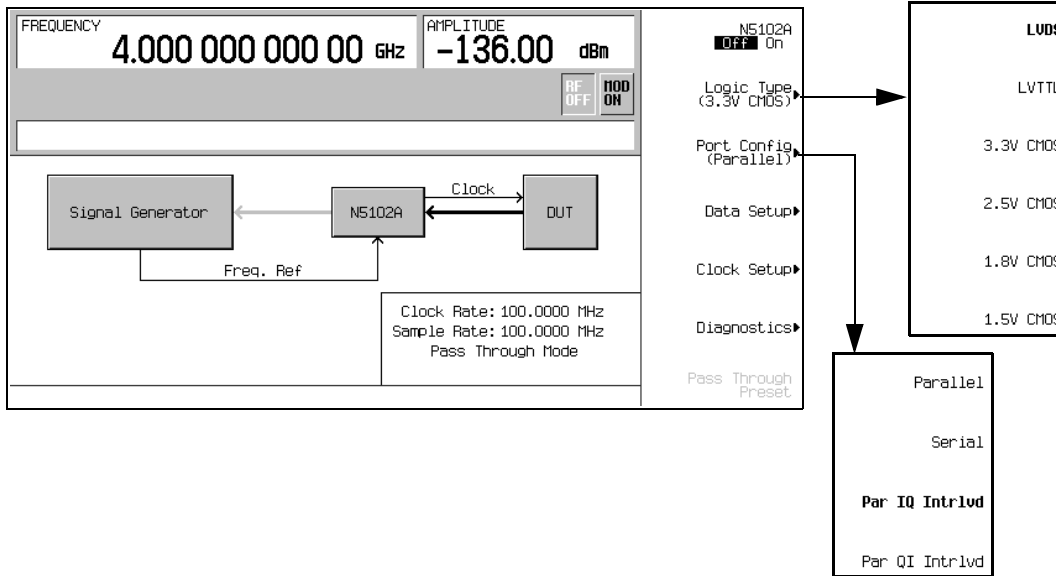 FREQUENCY
4.000 000 000 00 GHz
AMPLITUDE
-136.00 dBm
RF OFF
MOD ON
Signal Generator
N5102A
Clock
DUT
Freq. Ref
Clock Rate: 100.0000 MHz
Sample Rate: 100.0000 MHz
Pass Through Mode
N5102A
Off On
Logic Type
(3.3V CMOS)
Port Config
(Parallel)
Data Setup
Clock Setup
Diagnostics
Pass Through
Preset
LVDS
LVTTL
3.3V CMOS
2.5V CMOS
1.8V CMOS
1.5V CMOS
Parallel
Serial
Par IQ Intrlvd
Par QI Intrlvd